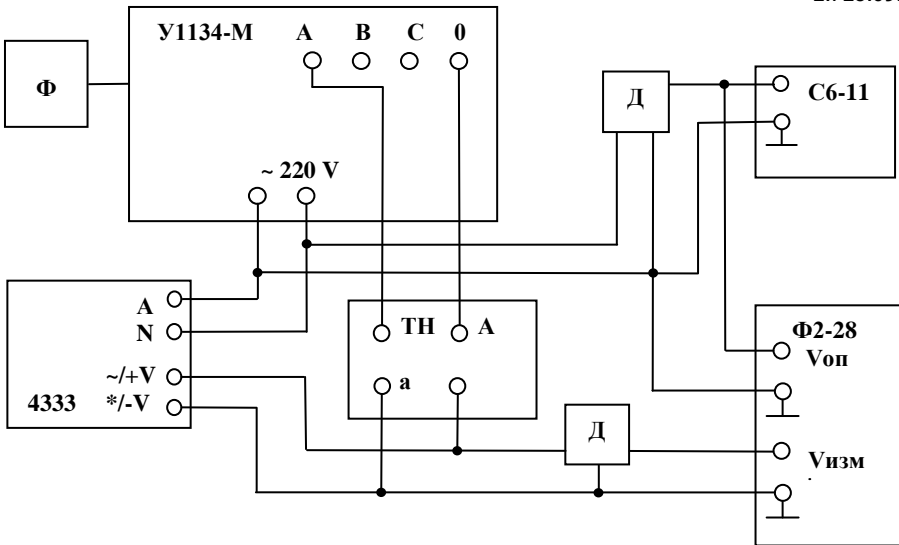 У1134-М А В С 0
Ф
Д
С6-11
~ 220 V
А
N
~/+V
4333 */-V
ТН А
а
Ф2-28
Vоп
Д
Vизм